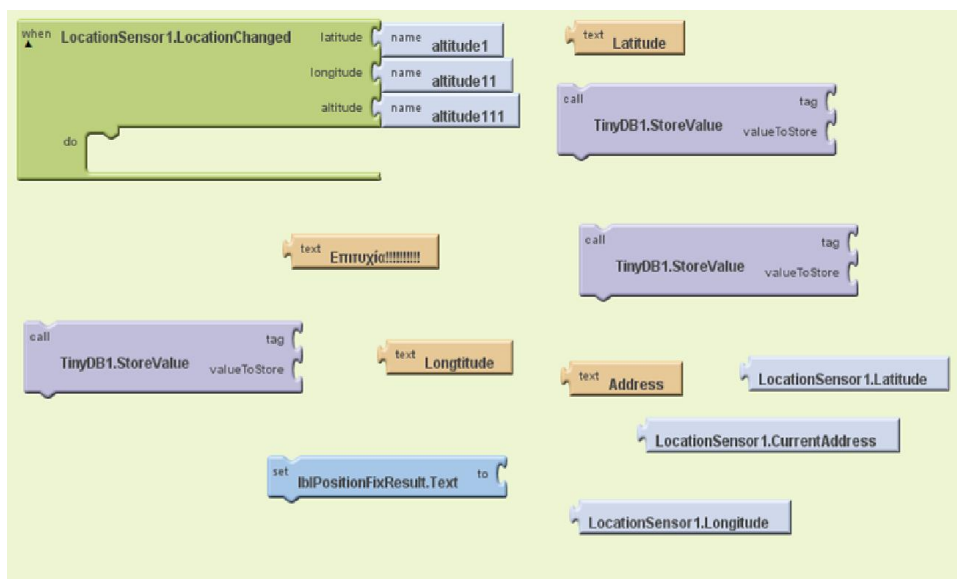 when LocationSensor1.LocationChanged latitude name altitude1
longitude name altitude11
altitude name altitude111
do
text Latitude
call TinyDB1.StoreValue tag
valueToStore
text Επιτυχία!!!!!!!!!!
call TinyDB1.StoreValue tag
valueToStore
call TinyDB1.StoreValue tag
valueToStore
text Longtitude
text Address
LocationSensor1.Latitude
LocationSensor1.CurrentAddress
set lblPositionFixResult.Text to
LocationSensor1.Longitude